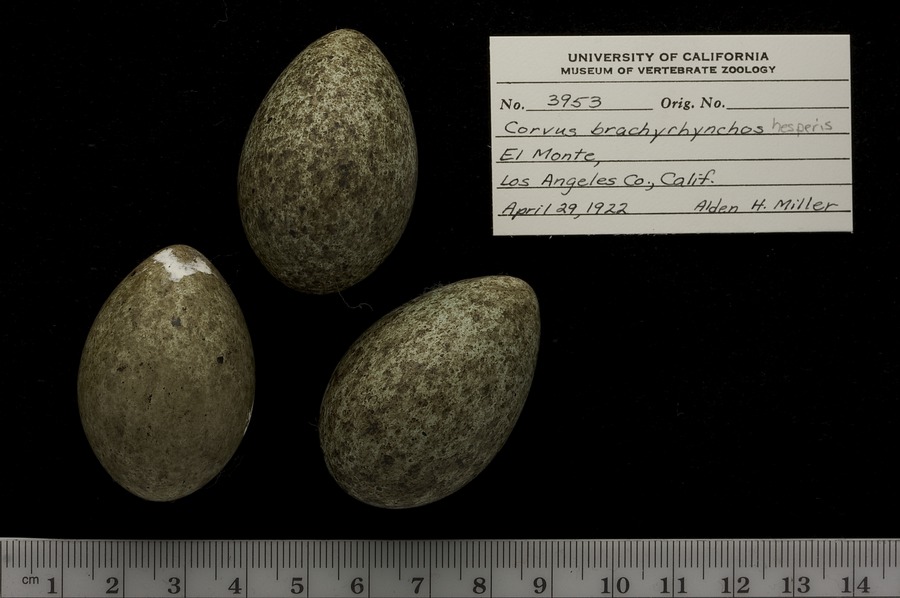 UNIVERSITY OF CALIFORNIA
MUSEUM OF VERTEBRATE ZOOLOGY
No. 3953 Orig. No.
Corvus brachyrhynchos hesperis
El Monte,
Los Angeles Co., Calif.
April 29, 1922 Alden H. Miller
cm 1 2 3 4 5 6 7 8 9 10 11 12 13 14